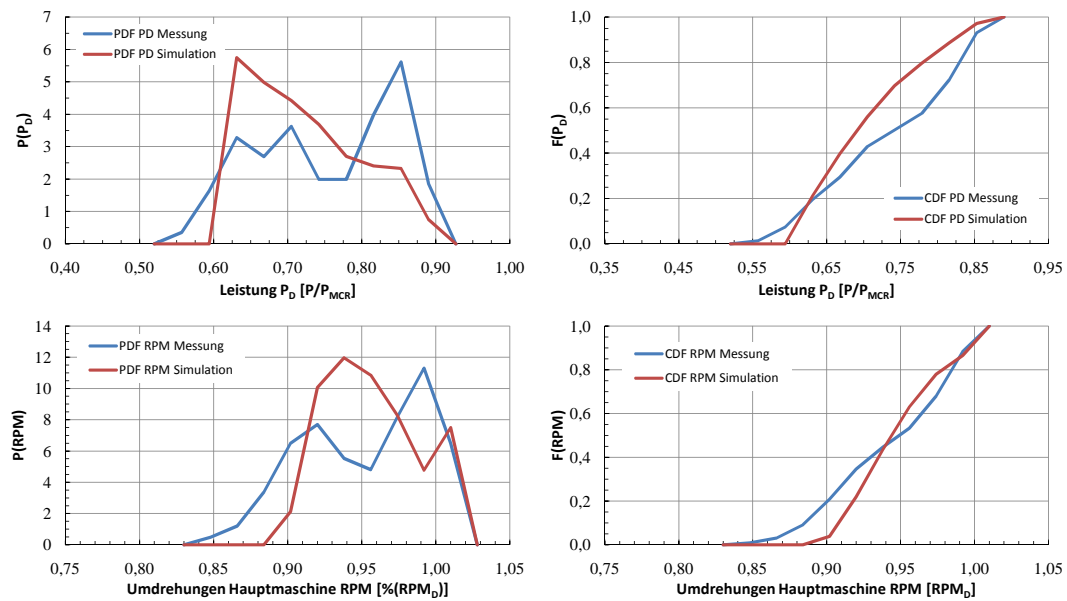 7
6
5
4
3
2
1
0
P(P_D)
PDF PD Messung
PDF PD Simulation
0,40 0,50 0,60 0,70 0,80 0,90 1,00
Leistung P_D [P/P_MCR]
1,0
0,8
0,6
0,4
0,2
0,0
F(P_D)
CDF PD Messung
CDF PD Simulation
0,35 0,45 0,55 0,65 0,75 0,85 0,95
Leistung P_D [P/P_MCR]
14
12
10
8
6
4
2
0
P(RPM)
PDF RPM Messung
PDF RPM Simulation
0,75 0,80 0,85 0,90 0,95 1,00 1,05
Umdrehungen Hauptmaschine RPM [%(RPM_D)]
1,0
0,8
0,6
0,4
0,2
0,0
F(RPM)
CDF RPM Messung
CDF RPM Simulation
0,75 0,80 0,85 0,90 0,95 1,00 1,05
Umdrehungen Hauptmaschine RPM [RPM_D]